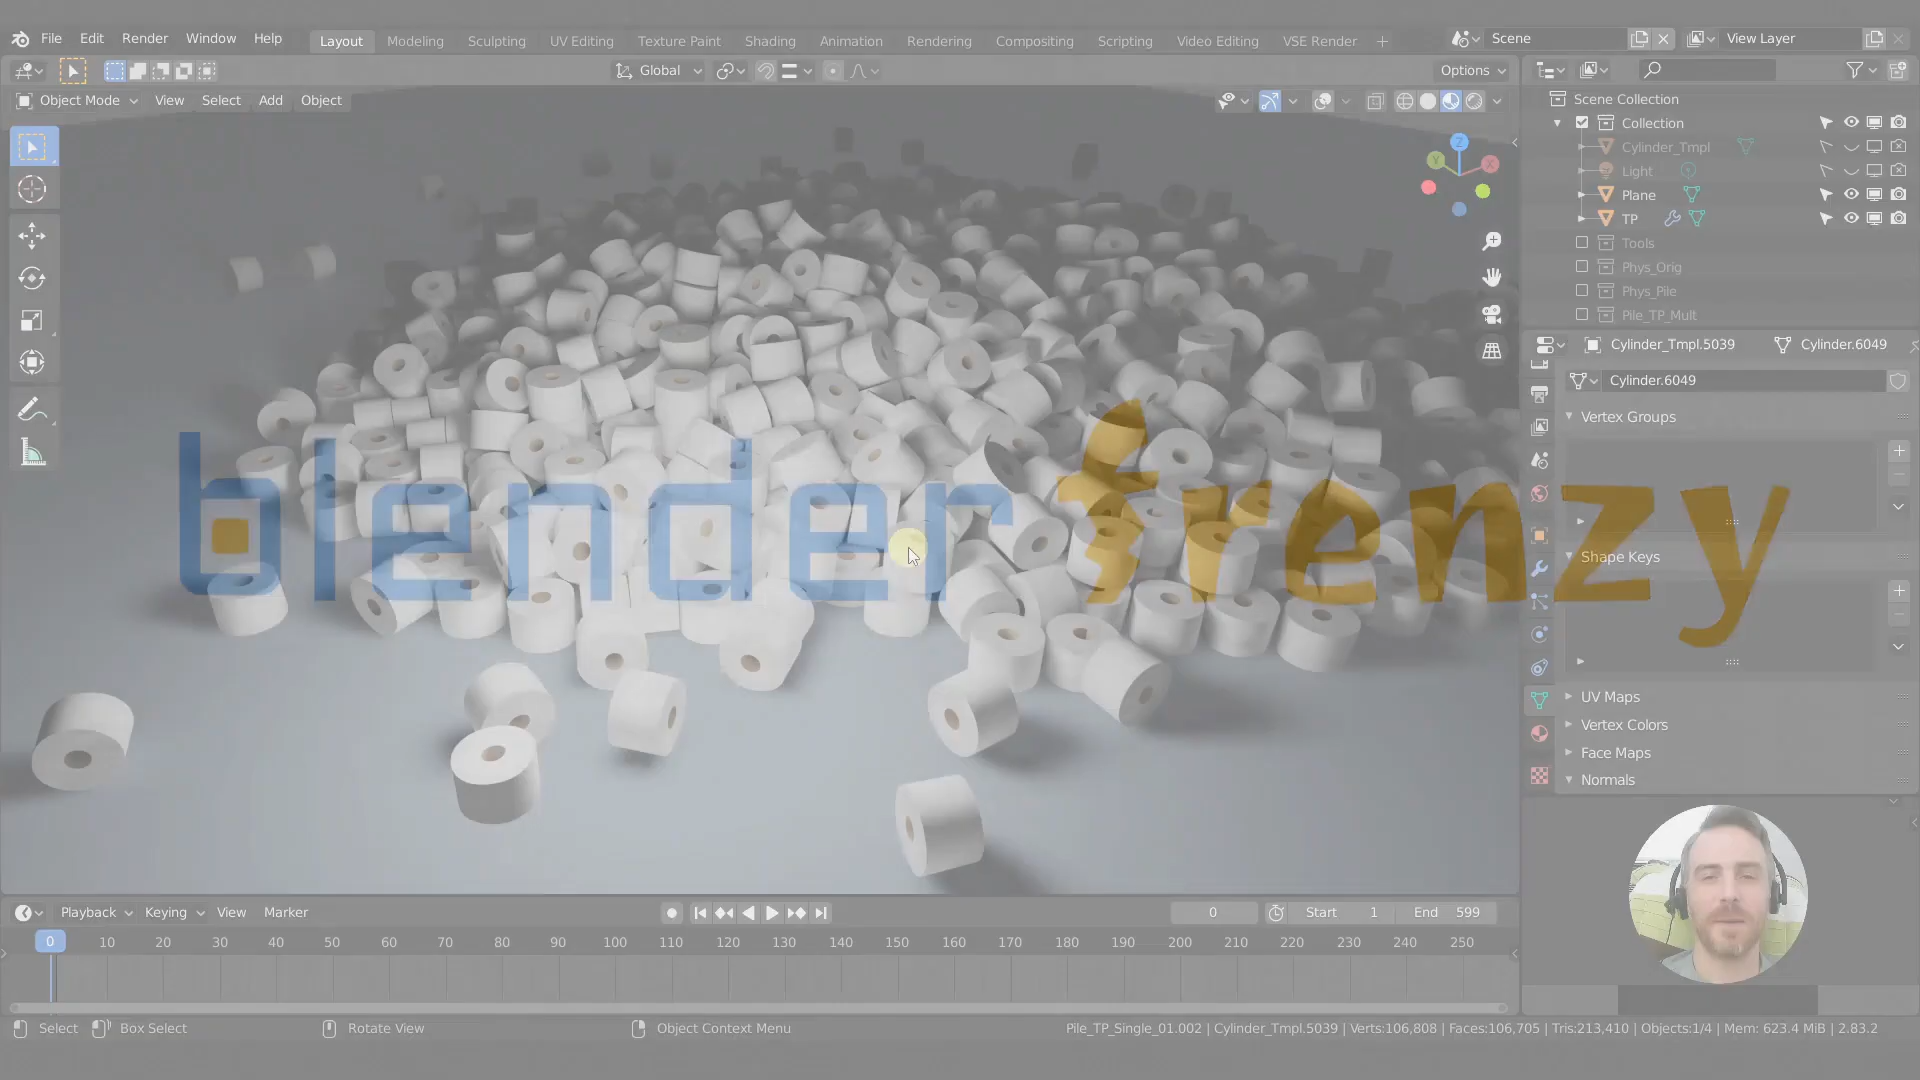 File Edit Render Window Help Layout Modeling Sculpting UV Editing Texture Paint Shading Animation Rendering Compositing Scripting Video Editing VSE Render + Scene View Layer
Global Options
Object Mode View Select Add Object
Scene Collection
Collection
Cylinder_Tmpl
Light
Plane
TP
Tools
Phys_Orig
Phys_Pile
Pile_TP_Mult
Z
Y
X
Cylinder_Tmpl.5039 Cylinder.6049
Cylinder.6049
Vertex Groups
Shape Keys
UV Maps
Vertex Colors
Face Maps
Normals
blender frenzy
Playback Keying View Marker 0 Start 1 End 599
0 10 20 30 40 50 60 70 80 90 100 110 120 130 140 150 160 170 180 190 200 210 220 230 240 250
Select Box Select Rotate View Object Context Menu Pile_TP_Single_01.002 | Cylinder_Tmpl.5039 | Verts:106,808 | Faces:106,705 | Tris:213,410 | Objects:1/4 | Mem: 623.4 MiB | 2.83.2